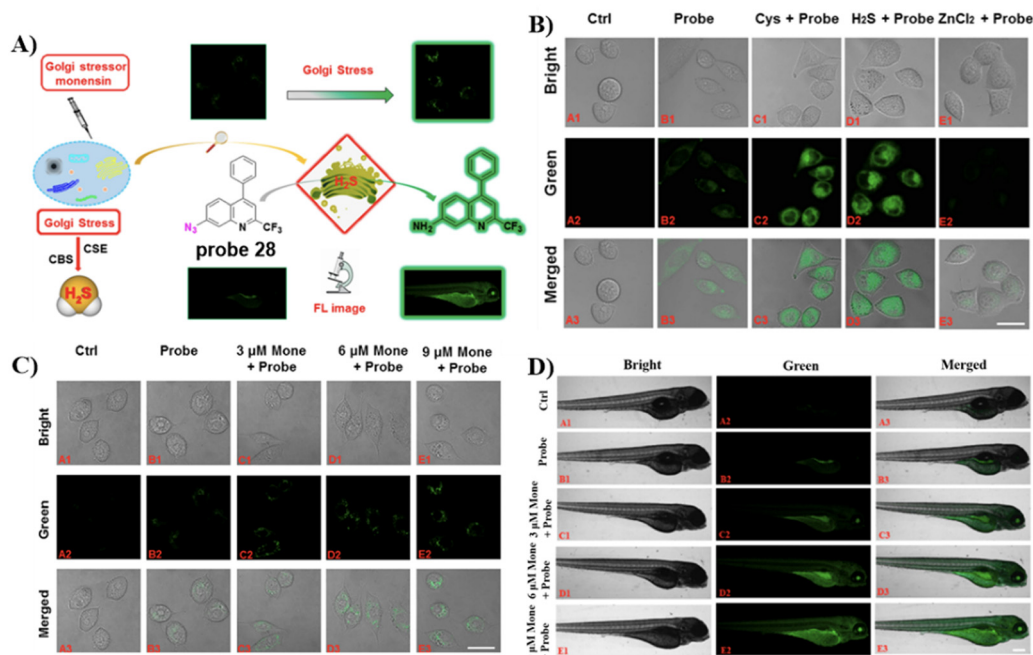 A)
Golgi stressor
monensin
Golgi Stress
H₂S
N₃
N
CF₃
probe 28
NH₂
N
CF₃
Golgi Stress
CBS
CSE
H₂S
FL image
B)
Ctrl
Probe
Cys + Probe
H₂S + Probe
ZnCl₂ + Probe
Bright
A1
B1
C1
D1
E1
Green
A2
B2
C2
D2
E2
Merged
A3
B3
C3
E3
C)
Ctrl
Probe
3 µM Mone
+ Probe
6 µM Mone
+ Probe
9 µM Mone
+ Probe
Bright
A1
B1
C1
D1
E1
Green
A2
B2
C2
D2
E2
Merged
A3
B3
C3
D3
E3
D)
Bright
Green
Merged
Ctrl
A1
A2
A3
Probe
B1
B2
B3
3 µM Mone
+ Probe
C1
C2
C3
6 µM Mone
+ Probe
D1
D2
D3
µM Mone
Probe
E1
E2
E3